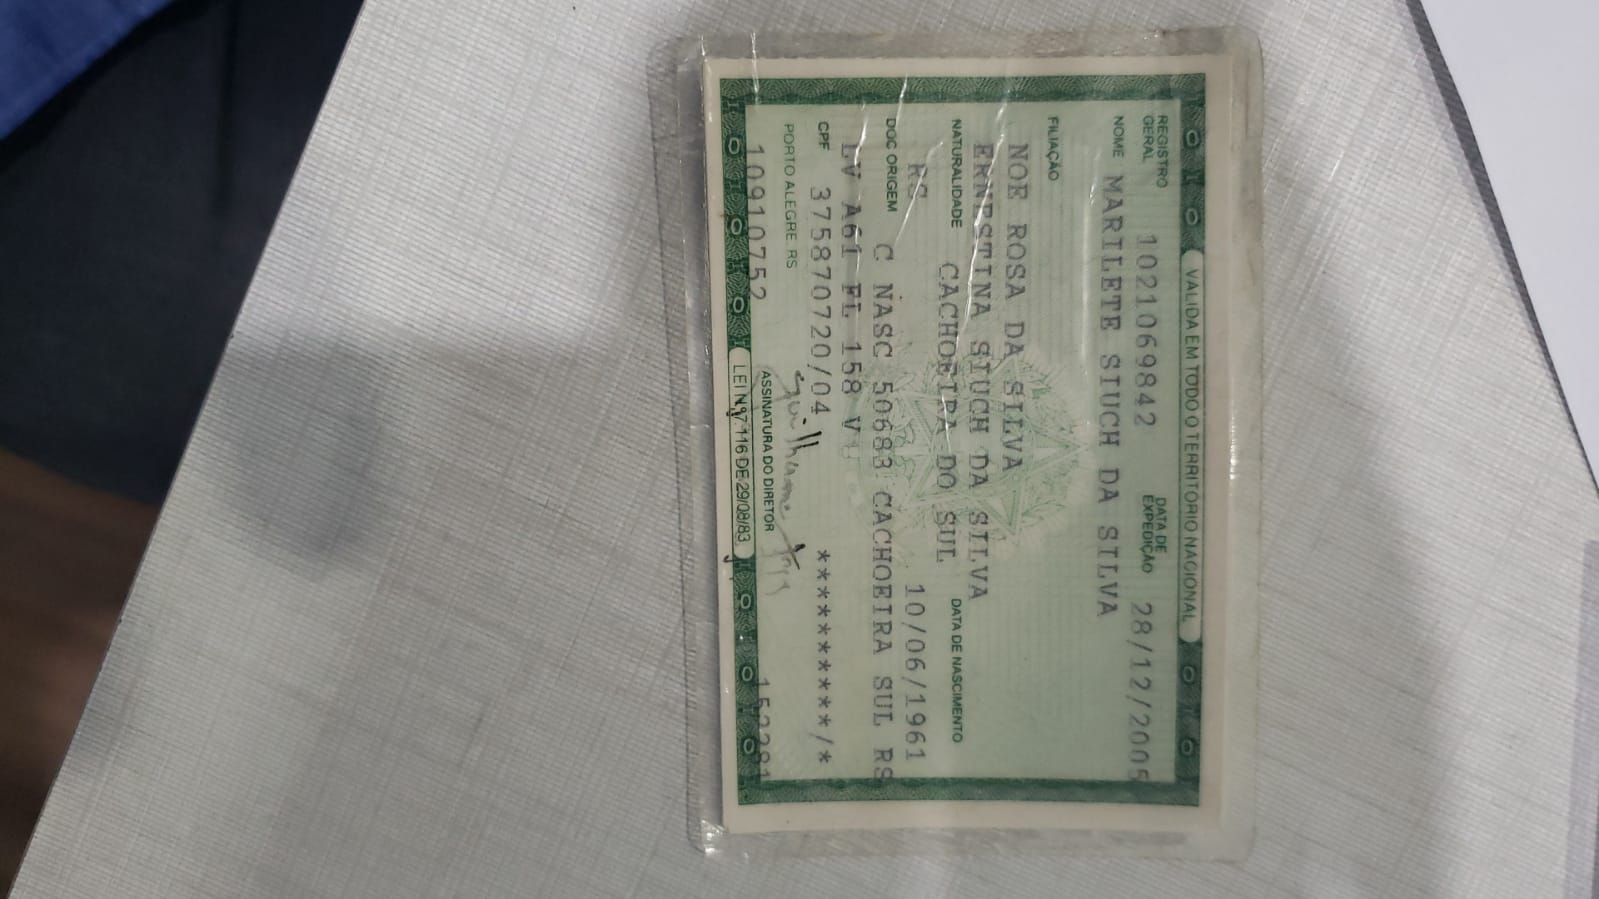 VALIDA EM TODO O TERRITÓRIO NACIONAL
REGISTRO GERAL 1021069842 DATA DE EXPEDIÇÃO 28/12/2005
NOME MARILETE SIUCH DA SILVA
FILIAÇÃO
NOE ROSA DA SILVA
ERNESTINA SIUCH DA SILVA
NATURALIDADE CACHOEIRA DO SUL DATA DE NASCIMENTO
RS 10/06/1961
DOC ORIGEM C NASC 50683 CACHOEIRA SUL RS
LV A61 FL 158 V
CPF 375870720/04 **********/*
PORTO ALEGRE, RS
10910752 ASSINATURA DO DIRETOR
LEI Nº 7.116 DE 29/08/83